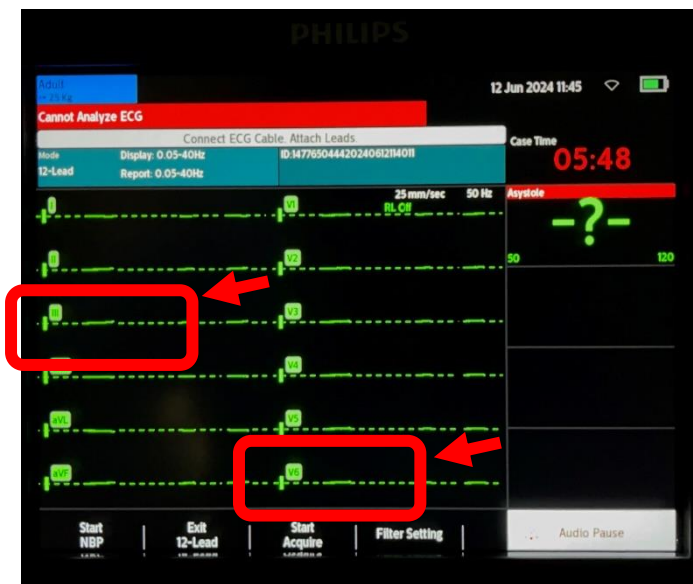 PHILIPS
Adult
12 Jun 2024 11:45
Cannot Analyze ECG
Connect ECG Cable. Attach Leads.
Case Time
05:48
Mode
12-Lead
Display: 0.05-40Hz
Report: 0.05-40Hz
ID:14776504442024061211401
25 mm/sec 50 Hz
RL Off
Asystole
-?-
50 120
I
II
III
aVL
aVF
V1
V2
V3
V4
V5
V6
Start
NBP
Exit
12-Lead
Start
Acquire
Filter Setting
Audio Pause